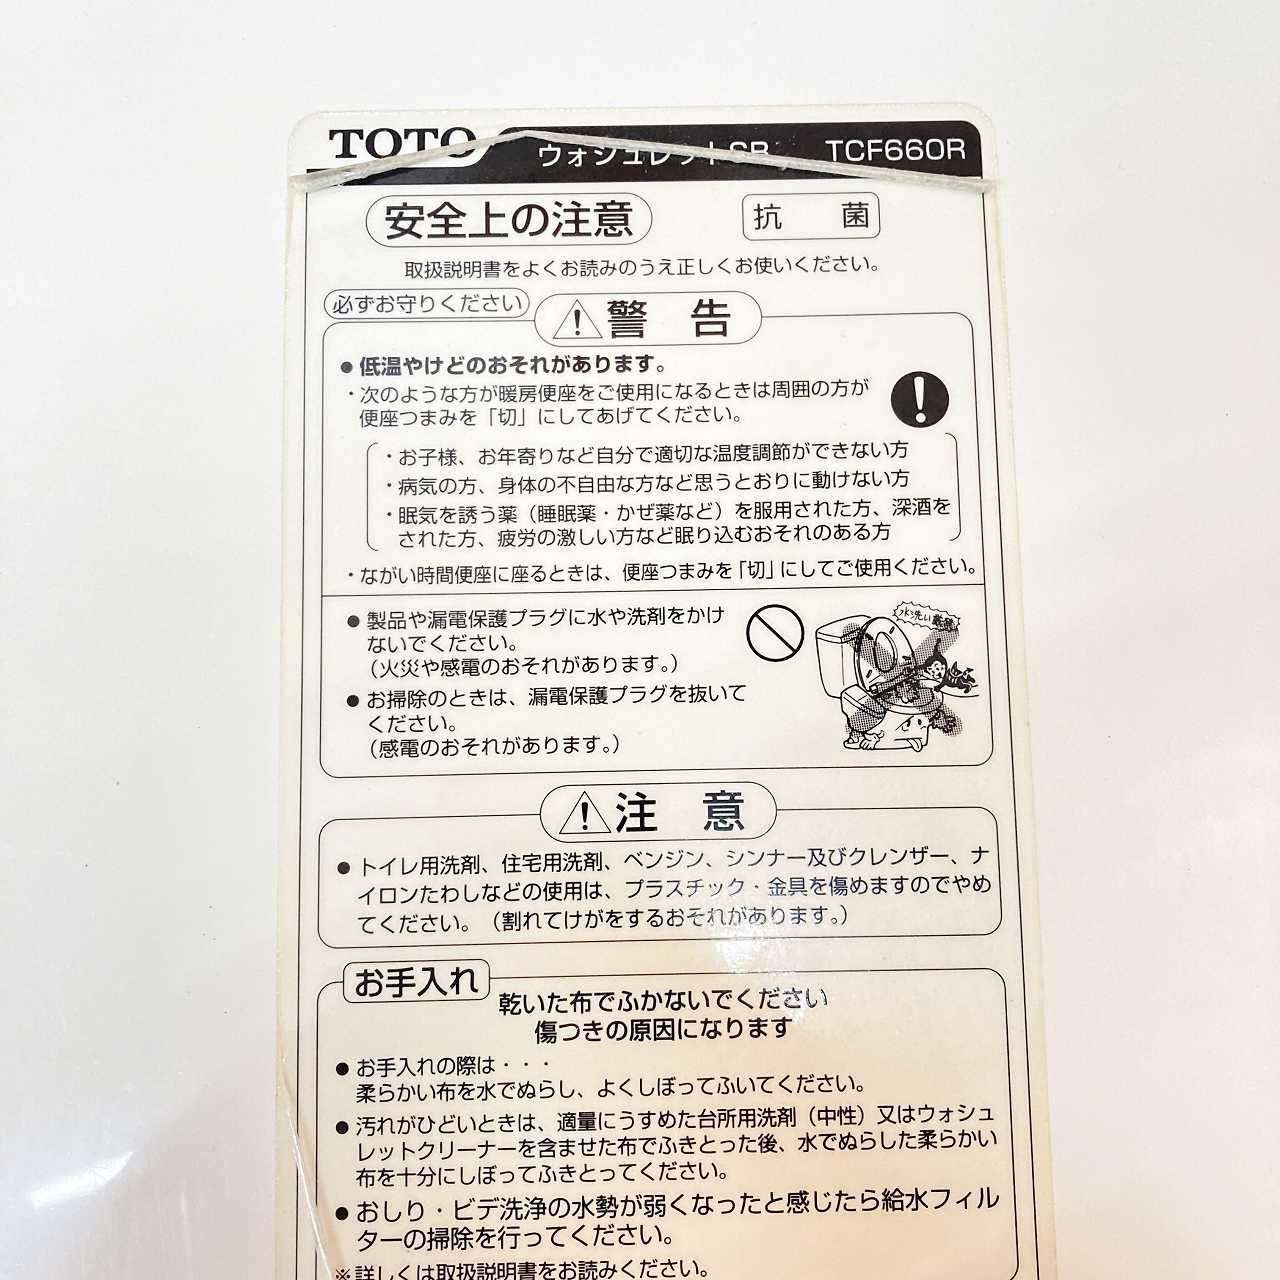 TOTO ウォシュレットSB TCF660R
安全上の注意 抗 菌
取扱説明書をよくお読みのうえ正しくお使いください。
必ずお守りください
警 告
●低温やけどのおそれがあります。
・次のような方が暖房便座をご使用になるときは周囲の方が
便座つまみを「切」にしてあげてください。
・お子様、お年寄りなど自分で適切な温度調節ができない方
・病気の方、身体の不自由な方など思うとおりに動けない方
・眠気を誘う薬（睡眠薬・かぜ薬など）を服用された方、深酒を
された方、疲労の激しい方など眠り込むおそれのある方
・ながい時間便座に座るときは、便座つまみを「切」にしてご使用ください。
●製品や漏電保護プラグに水や洗剤をかけ
ないでください。
（火災や感電のおそれがあります。）
●お掃除のときは、漏電保護プラグを抜いて
ください。
（感電のおそれがあります。）
注 意
●トイレ用洗剤、住宅用洗剤、ベンジン、シンナー及びクレンザー、ナ
イロンたわしなどの使用は、プラスチック・金具を傷めますのでやめ
てください。（割れてけがをするおそれがあります。）
お手入れ
乾いた布でふかないでください
傷つきの原因になります
●お手入れの際は・・・
柔らかい布を水でぬらし、よくしぼってふいてください。
●汚れがひどいときは、適量にうすめた台所用洗剤（中性）又はウォシュ
レットクリーナーを含ませた布でふきとった後、水でぬらした柔らかい
布を十分にしぼってふきとってください。
●おしり・ビデ洗浄の水勢が弱くなったと感じたら給水フィル
ターの掃除を行ってください。
※詳しくは取扱説明書をお読みください。